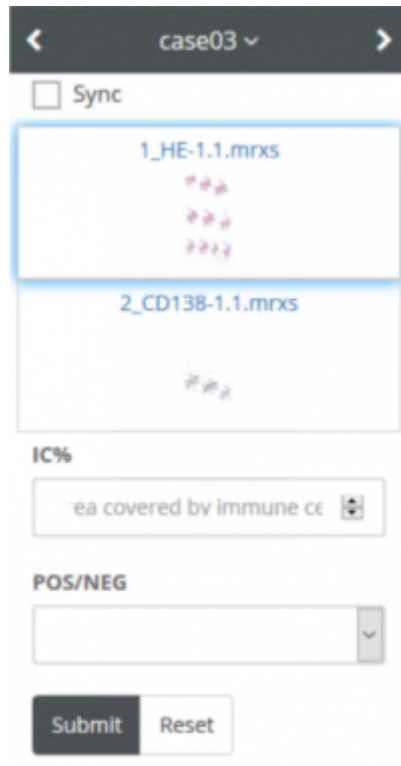 case03
Sync
1_HE-1.1.mrxs
2_CD138-1.1.mrxs
IC%
ea covered by immune ce
POS/NEG
Submit Reset